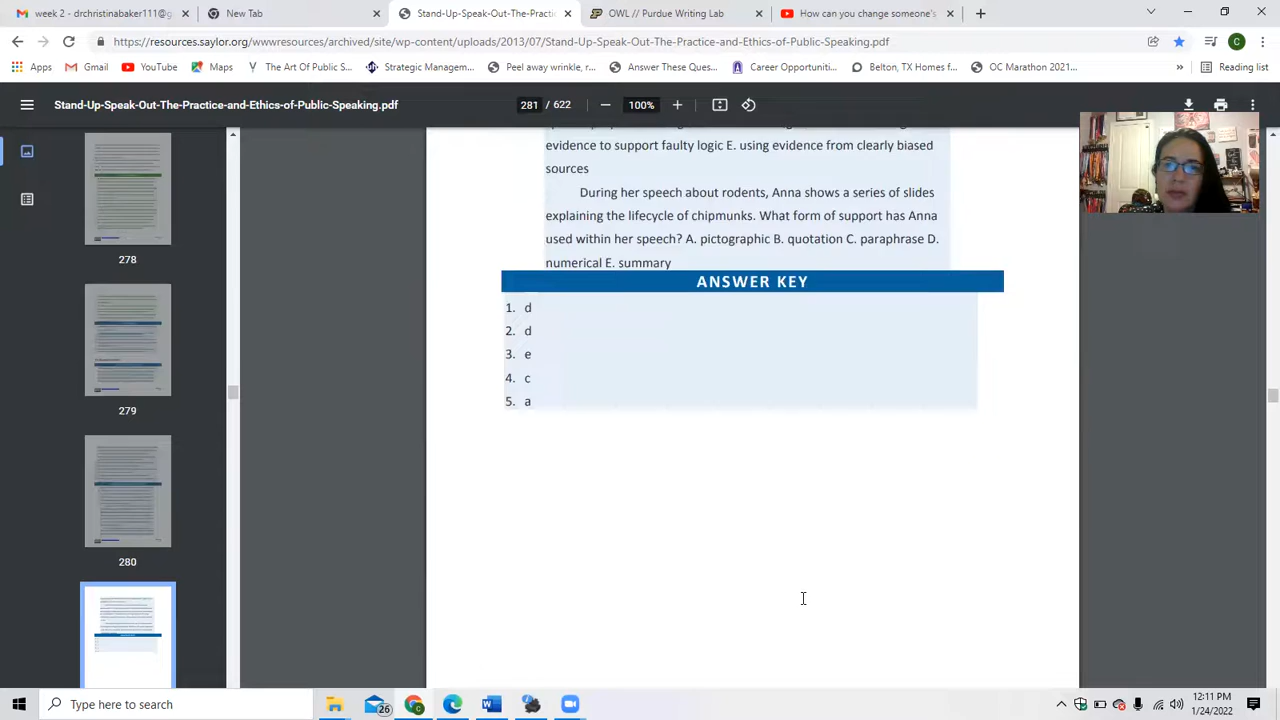 week 2 - drchristinabaker111@g
New Tab
Stand-Up-Speak-Out-The-Practi
OWL // Purdue Writing Lab
How can you change someone's
https://resources.saylor.org/wwwresources/archived/site/wp-content/uploads/2013/07/Stand-Up-Speak-Out-The-Practice-and-Ethics-of-Public-Speaking.pdf
C
Apps
Gmail
YouTube
Maps
The Art Of Public S...
Strategic Managem...
Peel away wrinkle, r...
Answer These Ques...
Career Opportuniti...
Belton, TX Homes f...
OC Marathon 2021...
Reading list
Stand-Up-Speak-Out-The-Practice-and-Ethics-of-Public-Speaking.pdf
281 / 622
100%
evidence to support faulty logic E. using evidence from clearly biased
sources
During her speech about rodents, Anna shows a series of slides
explaining the lifecycle of chipmunks. What form of support has Anna
used within her speech? A. pictographic B. quotation C. paraphrase D.
numerical E. summary
ANSWER KEY
1. d
2. d
3. e
4. c
5. a
278
279
280
Type here to search
26
12:11 PM
1/24/2022